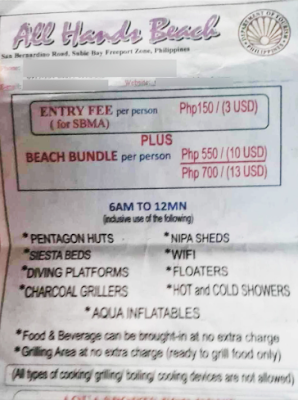 All Hands Beach
San Bernardino Road, Subic Bay Freeport Zone, Philippines
DEPARTMENT OF TOURISM
PHILIPPINES
ENTRY FEE per person Php150 / (3 USD)
( for SBMA)
PLUS
BEACH BUNDLE per person Php 550 / (10 USD)
Php 700 / (13 USD)
6AM TO 12MN
(inclusive use of the following)
*PENTAGON HUTS *NIPA SHEDS
*SIESTA BEDS *WIFI
*DIVING PLATFORMS *FLOATERS
*CHARCOAL GRILLERS *HOT and COLD SHOWERS
*AQUA INFLATABLES
*Food & Beverage can be brought-in at no extra charge
*Grilling Area at no extra charge (ready to grill food only)
(All types of cooking/ grilling/ boiling/ cooling devices are not allowed)